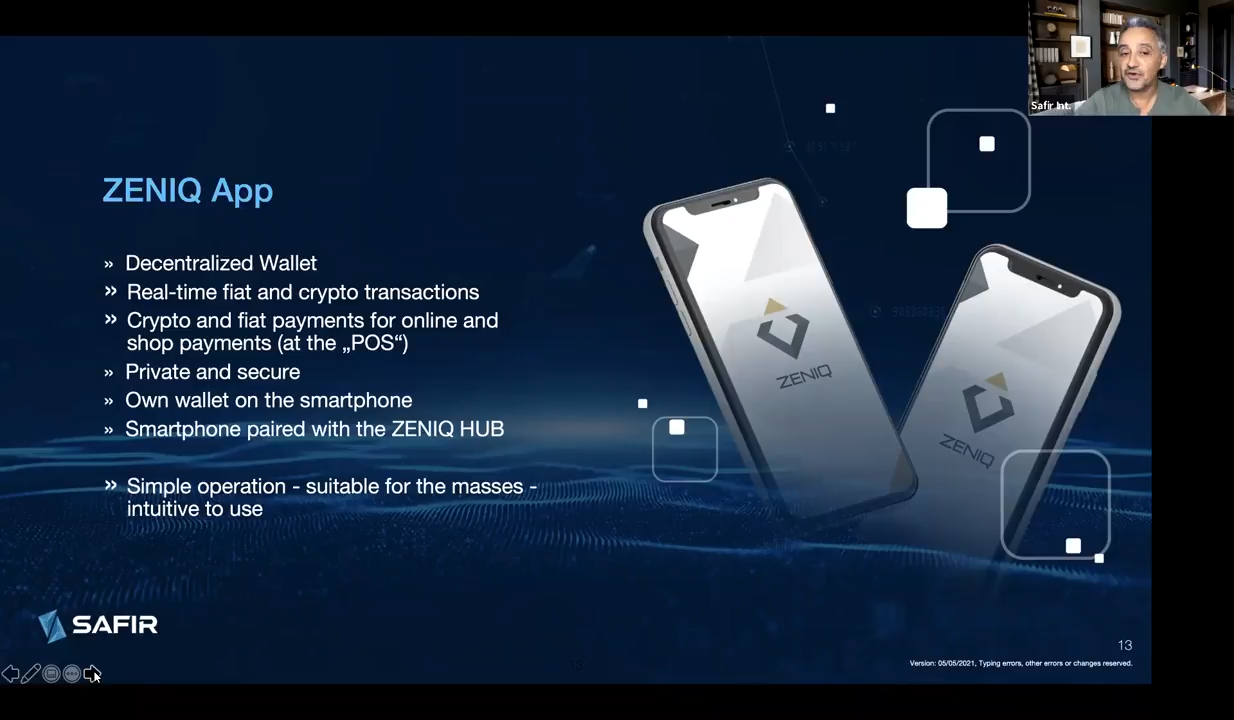 Safir Int.
ZENIQ App
» Decentralized Wallet
» Real-time fiat and crypto transactions
» Crypto and fiat payments for online and
shop payments (at the „POS“)
» Private and secure
» Own wallet on the smartphone
» Smartphone paired with the ZENIQ HUB
» Simple operation - suitable for the masses -
intuitive to use
ZENIQ
ZENIQ
SAFIR
13
13
Version: 05/05/2021, Typing errors, other errors or changes reserved.